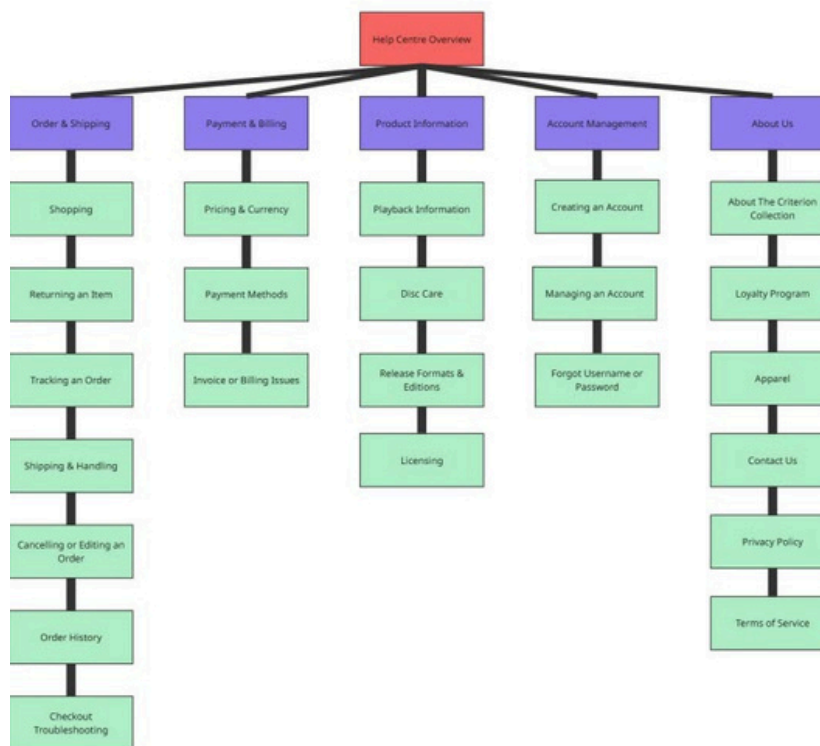 Help Centre Overview
Order & Shipping
Payment & Billing
Product Information
Account Management
About Us
Shopping
Pricing & Currency
Playback Information
Creating an Account
About The Criterion
Collection
Returning an Item
Payment Methods
Disc Care
Managing an Account
Loyalty Program
Tracking an Order
Invoice or Billing Issues
Release Formats &
Editions
Forgot Username or
Password
Apparel
Shipping & Handling
Licensing
Contact Us
Cancelling or Editing an
Order
Privacy Policy
Order History
Terms of Service
Checkout
Troubleshooting